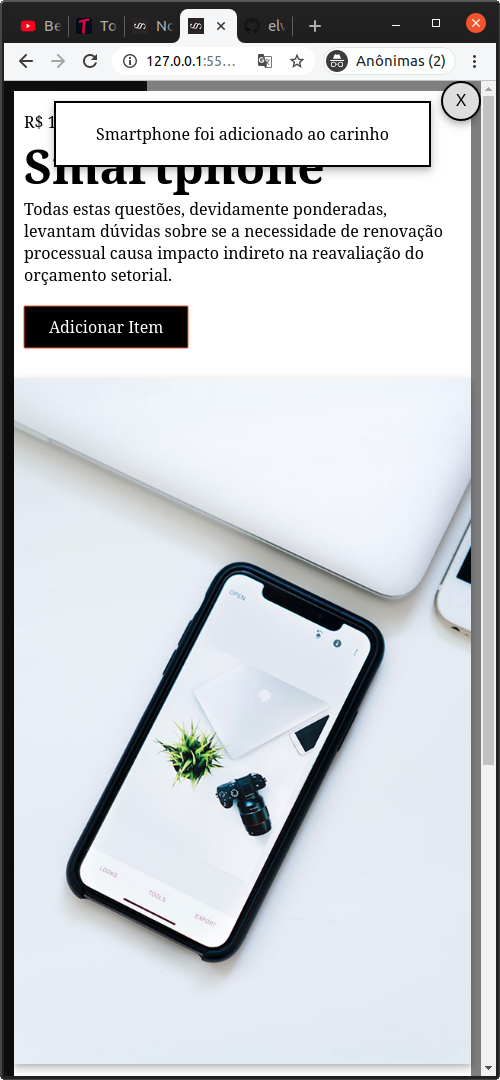 Be
To
No
elv
127.0.0.1:55…
Anônimas (2)
X
R$ 1
Smartphone foi adicionado ao carinho
Smartphone
Todas estas questões, devidamente ponderadas,
levantam dúvidas sobre se a necessidade de renovação
processual causa impacto indireto na reavaliação do
orçamento setorial.
Adicionar Item
OPEN
LOOKS
TOOLS
EXPORT